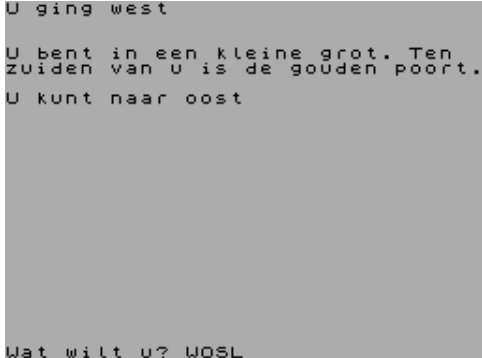 U ging west
U bent in een kleine grot. Ten
zuiden van u is de gouden poort.
U kunt naar oost
Wat wilt u? WOSL